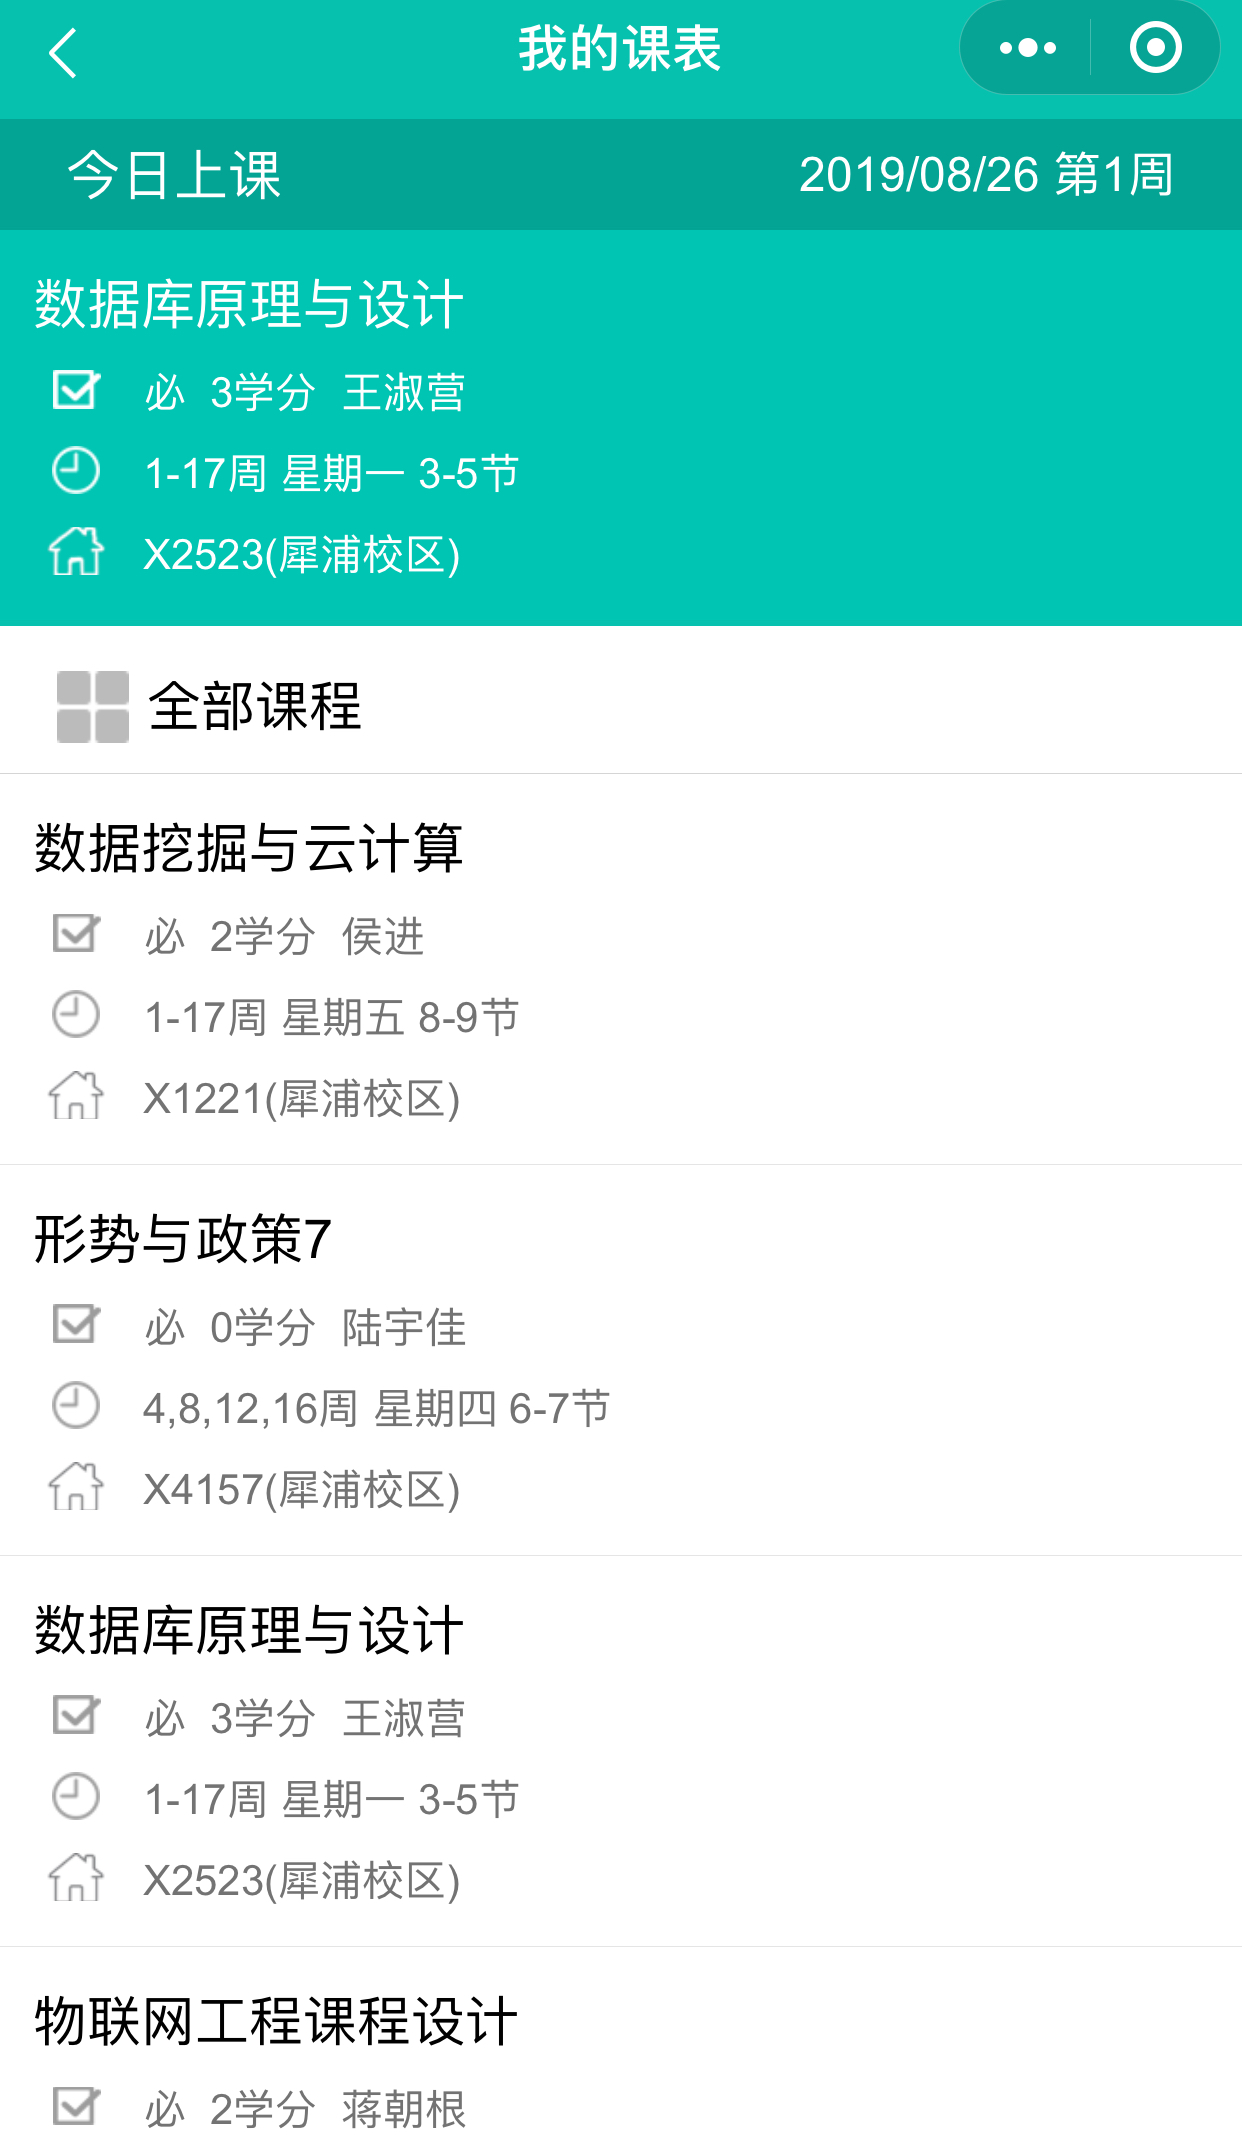 我的课表
今日上课 2019/08/26 第1周
数据库原理与设计
必 3学分 王淑营
1-17周 星期一 3-5节
X2523(犀浦校区)
全部课程
数据挖掘与云计算
必 2学分 侯进
1-17周 星期五 8-9节
X1221(犀浦校区)
形势与政策7
必 0学分 陆宇佳
4,8,12,16周 星期四 6-7节
X4157(犀浦校区)
数据库原理与设计
必 3学分 王淑营
1-17周 星期一 3-5节
X2523(犀浦校区)
物联网工程课程设计
必 2学分 蒋朝根